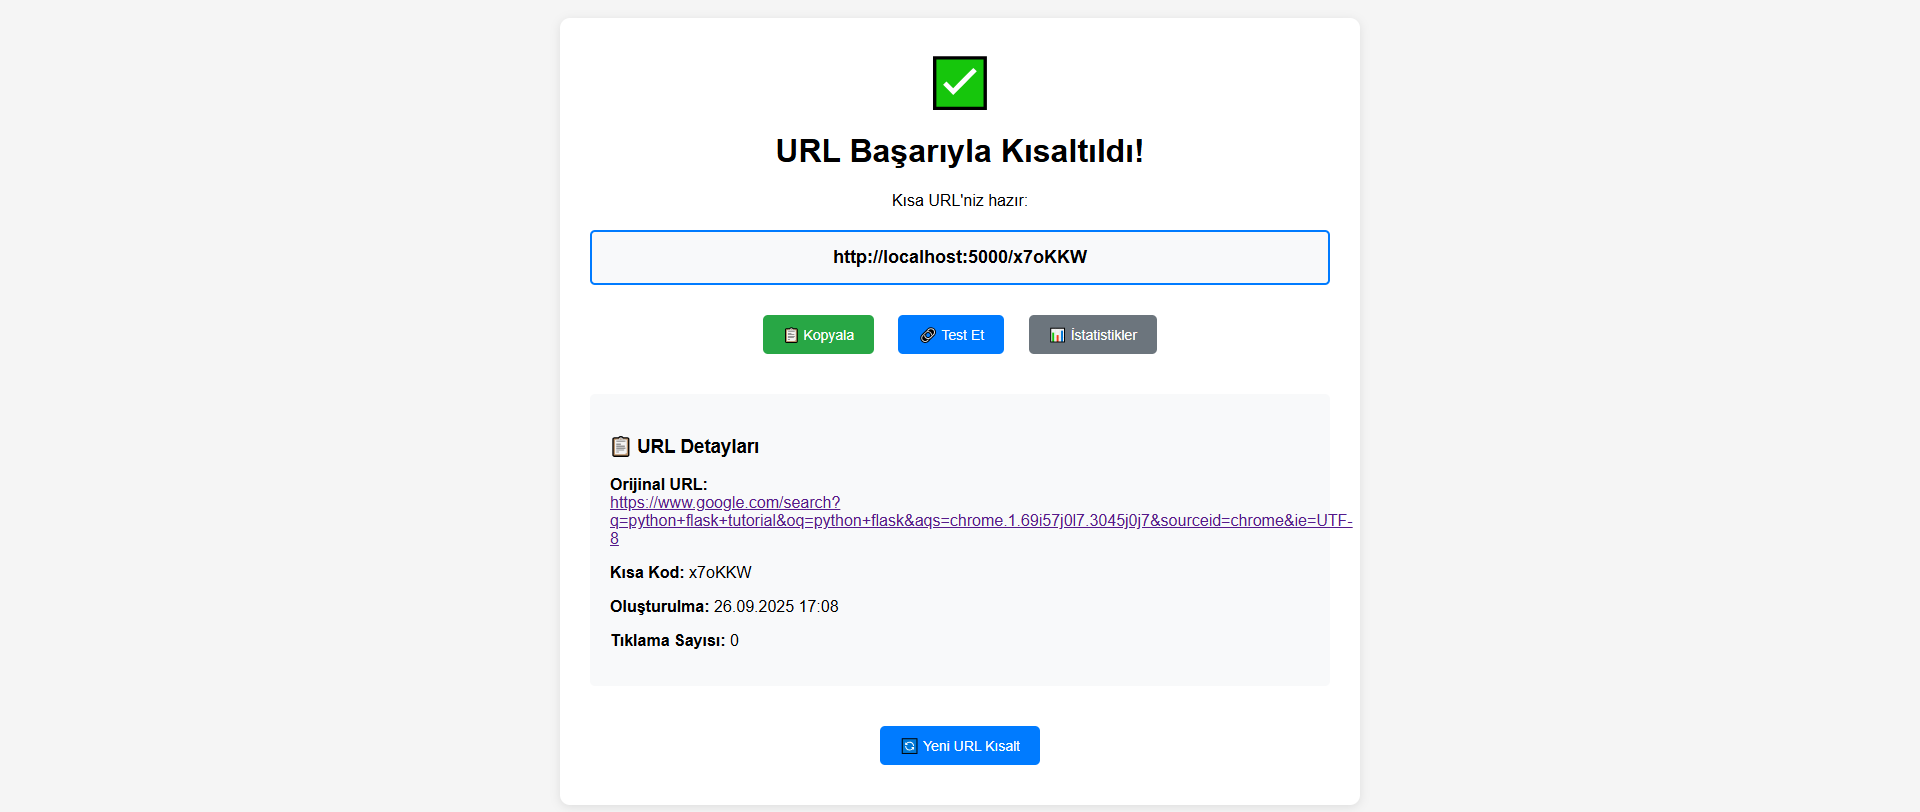 URL Başarıyla Kısaltıldı!
Kısa URL'niz hazır:
http://localhost:5000/x7oKKW
Kopyala
Test Et
İstatistikler
URL Detayları
Orijinal URL:
https://www.google.com/search?
q=python+flask+tutorial&oq=python+flask&aqs=chrome.1.69i57j0l7.3045j0j7&sourceid=chrome&ie=UTF-
8
Kısa Kod: x7oKKW
Oluşturulma: 26.09.2025 17:08
Tıklama Sayısı: 0
Yeni URL Kısalt